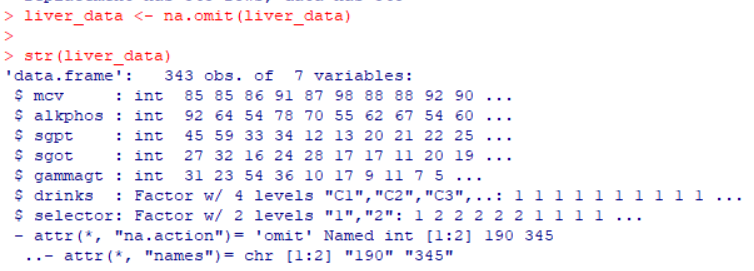 > liver_data <- na.omit(liver_data)
>
> str(liver_data)
'data.frame':   343 obs. of  7 variables:
 $ mcv     : int  85 85 86 91 87 98 88 88 92 90 ...
 $ alkphos : int  92 64 54 78 70 55 62 67 54 60 ...
 $ sgpt    : int  45 59 33 34 12 13 20 21 22 25 ...
 $ sgot    : int  27 32 16 24 28 17 17 11 20 19 ...
 $ gammagt : int  31 23 54 36 10 17 9 11 7 5 ...
 $ drinks  : Factor w/ 4 levels "C1","C2","C3",..: 1 1 1 1 1 1 1 1 1 1 ...
 $ selector: Factor w/ 2 levels "1","2": 1 2 2 2 2 2 1 1 1 1 ...
 - attr(*, "na.action")= 'omit' Named int [1:2] 190 345
  ..- attr(*, "names")= chr [1:2] "190" "345"